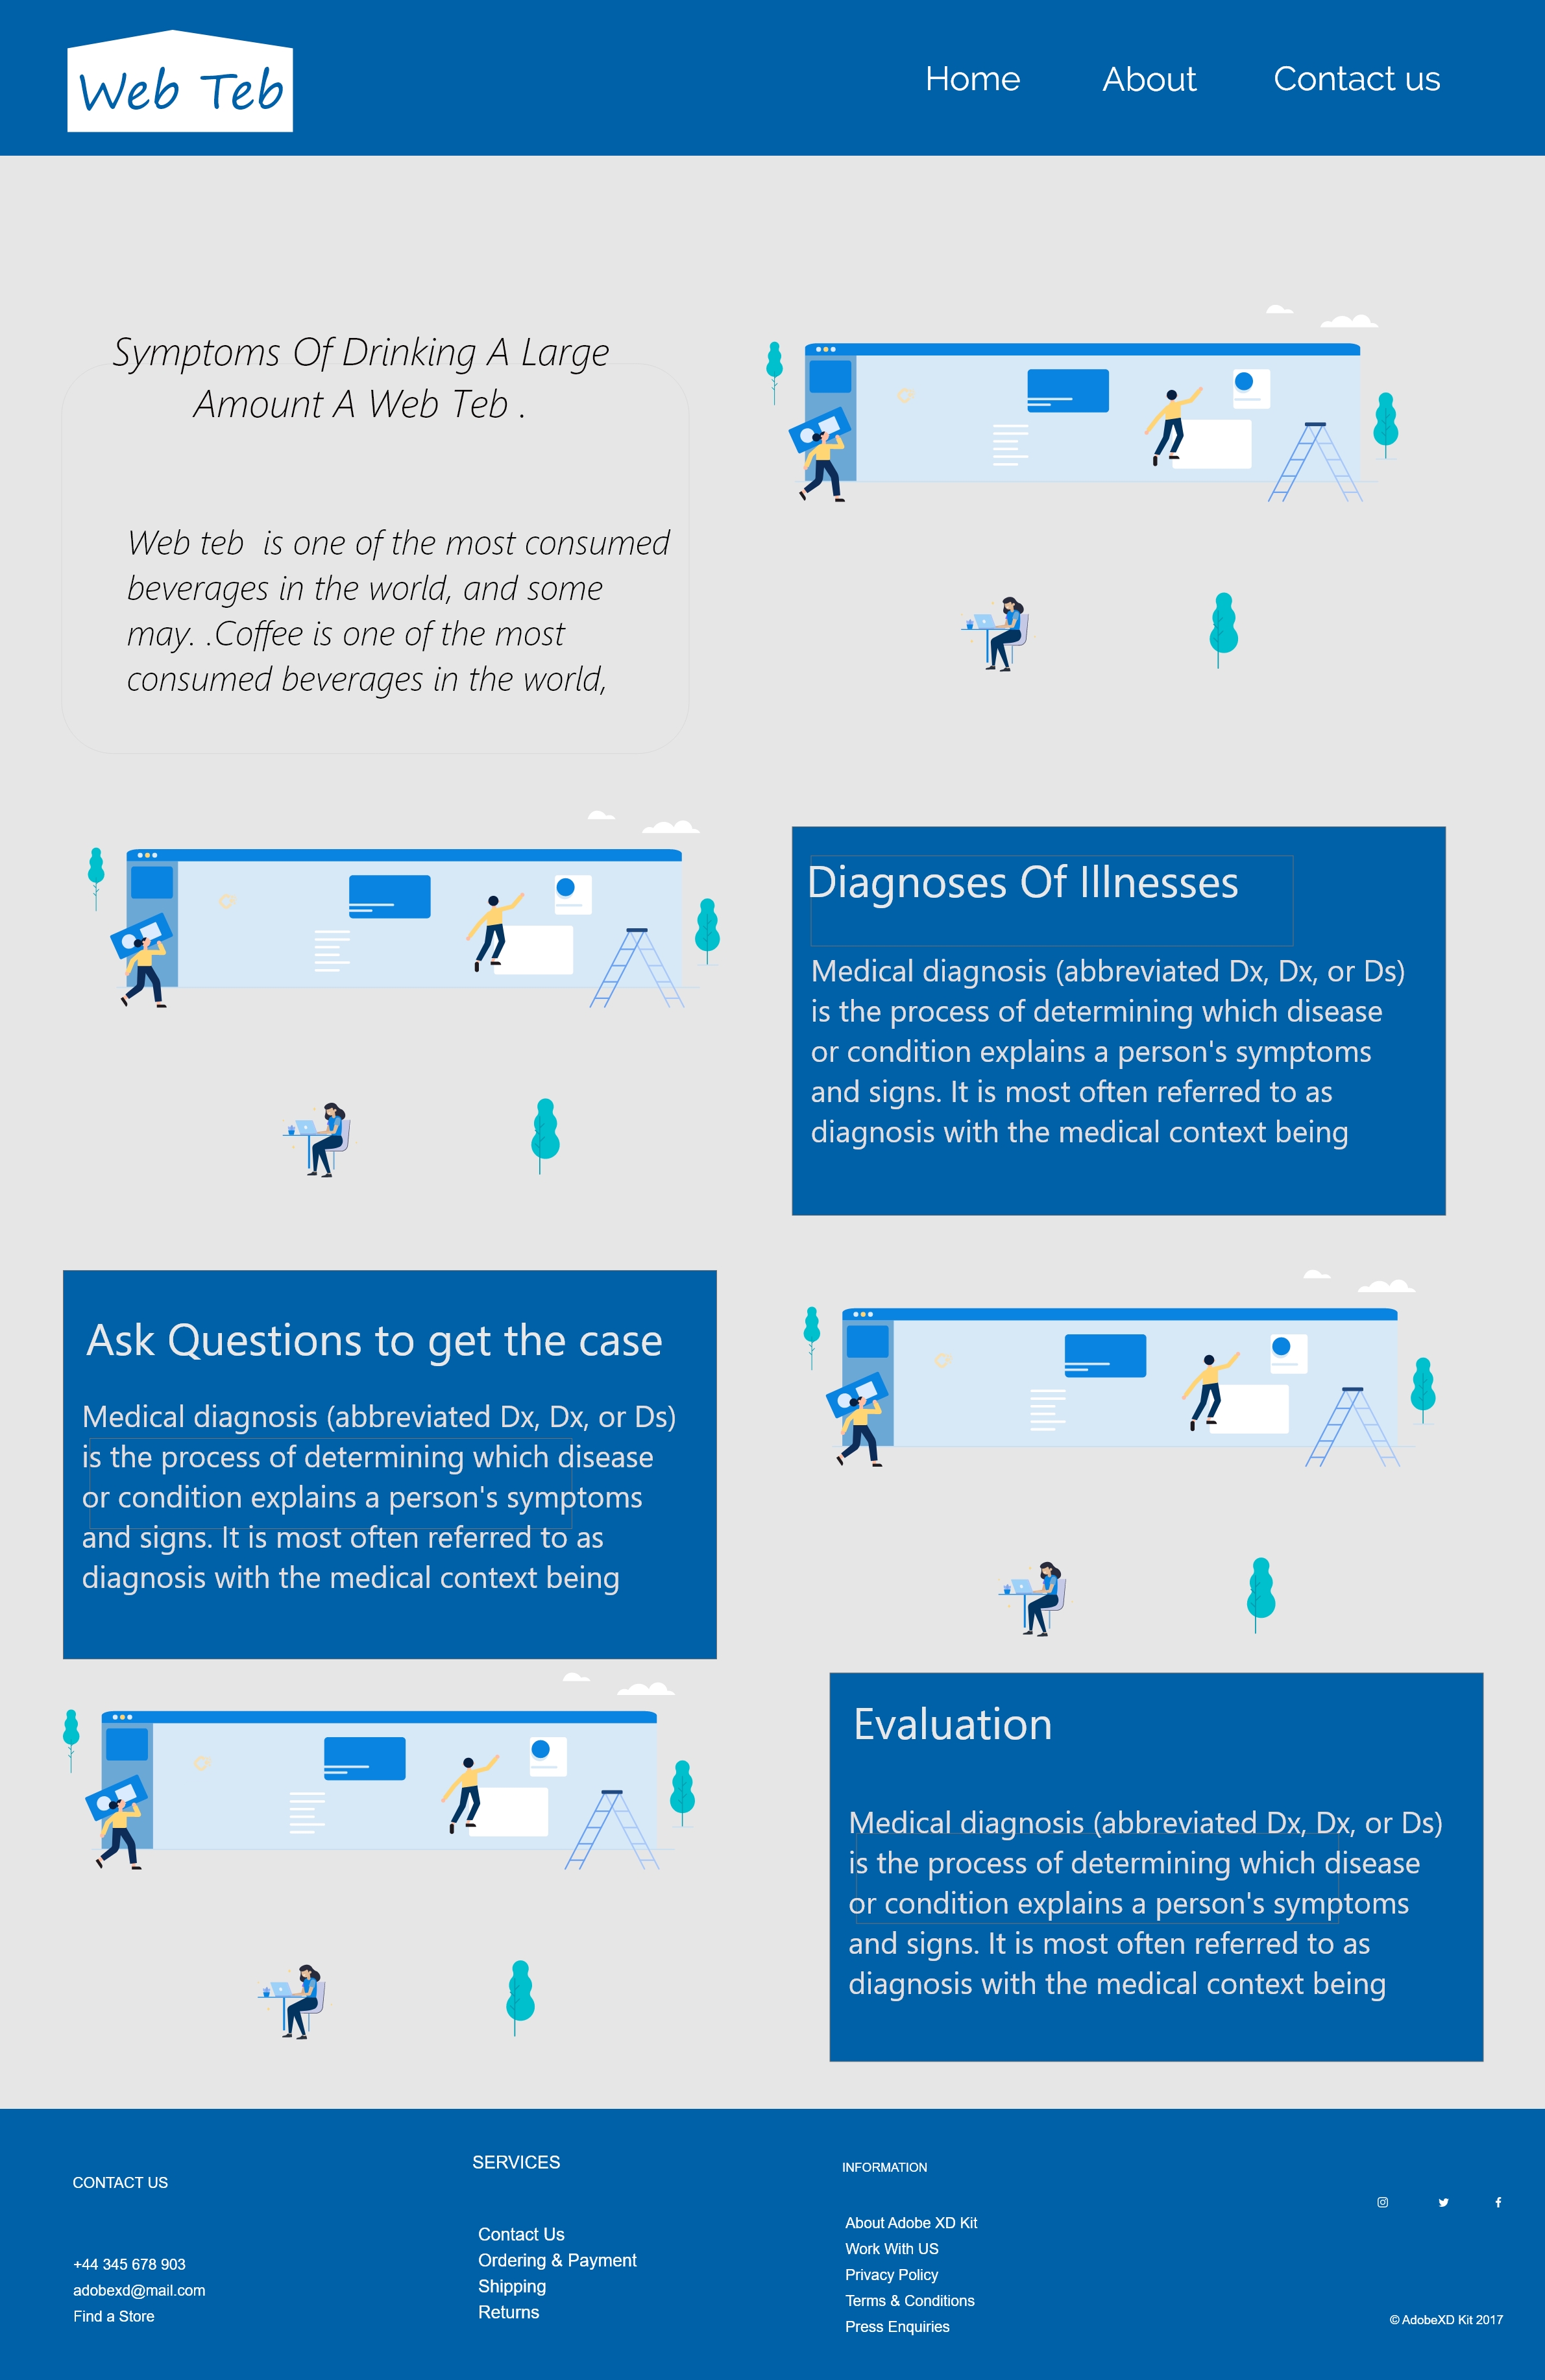 Web Teb
Home About Contact us
Symptoms Of Drinking A Large
Amount A Web Teb .
Web teb  is one of the most consumed
beverages in the world, and some
may. .Coffee is one of the most
consumed beverages in the world,
Diagnoses Of Illnesses
Medical diagnosis (abbreviated Dx, Dx, or Ds)
is the process of determining which disease
or condition explains a person's symptoms
and signs. It is most often referred to as
diagnosis with the medical context being
Ask Questions to get the case
Medical diagnosis (abbreviated Dx, Dx, or Ds)
is the process of determining which disease
or condition explains a person's symptoms
and signs. It is most often referred to as
diagnosis with the medical context being
Evaluation
Medical diagnosis (abbreviated Dx, Dx, or Ds)
is the process of determining which disease
or condition explains a person's symptoms
and signs. It is most often referred to as
diagnosis with the medical context being
CONTACT US
+44 345 678 903
adobexd@mail.com
Find a Store
SERVICES
Contact Us
Ordering & Payment
Shipping
Returns
INFORMATION
About Adobe XD Kit
Work With US
Privacy Policy
Terms & Conditions
Press Enquiries
© AdobeXD Kit 2017